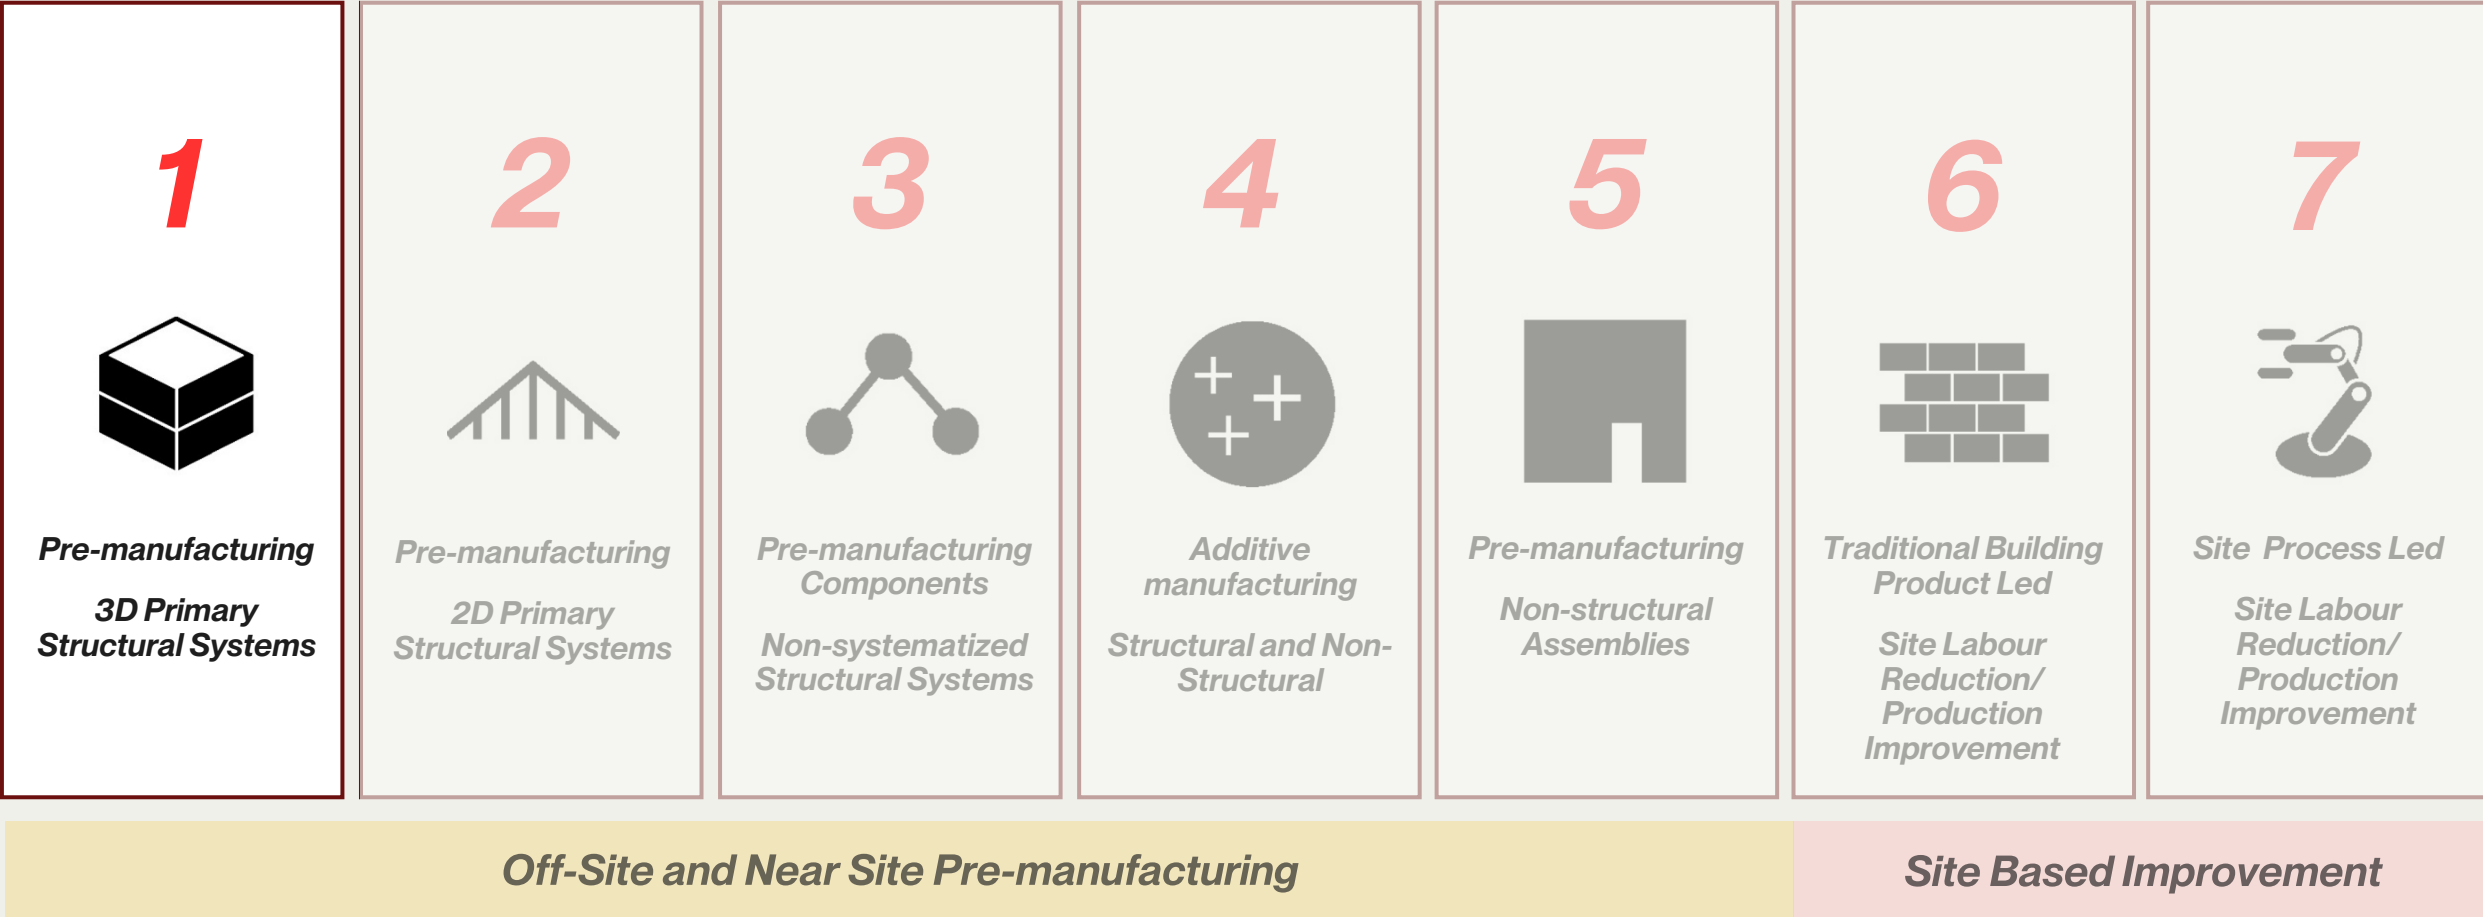 1
Pre-manufacturing
3D Primary
Structural Systems
2
Pre-manufacturing
2D Primary
Structural Systems
3
Pre-manufacturing
Components
Non-systematized
Structural Systems
4
Additive
manufacturing
Structural and Non-
Structural
5
Pre-manufacturing
Non-structural
Assemblies
6
Traditional Building
Product Led
Site Labour
Reduction/
Production
Improvement
7
Site Process Led
Site Labour
Reduction/
Production
Improvement
Off-Site and Near Site Pre-manufacturing
Site Based Improvement